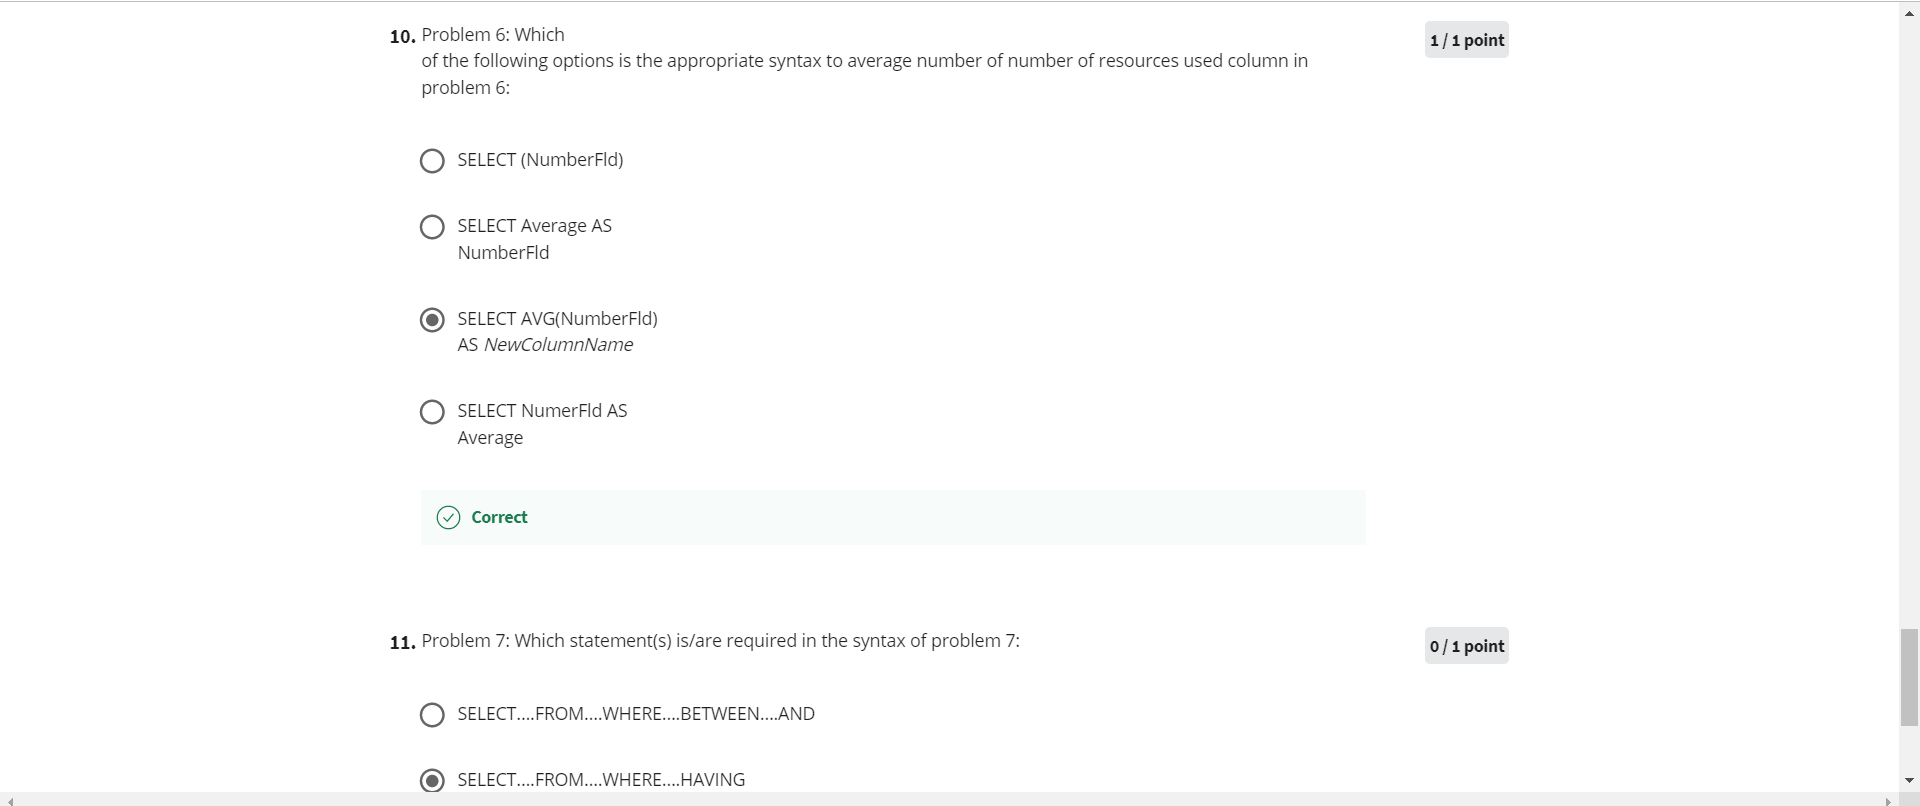 10. Problem 6: Which
1 / 1 point
of the following options is the appropriate syntax to average number of number of resources used column in
problem 6:
SELECT (NumberFld)
SELECT Average AS
NumberFld
SELECT AVG(NumberFld)
AS NewColumnName
SELECT NumerFld AS
Average
Correct
11. Problem 7: Which statement(s) is/are required in the syntax of problem 7:
0 / 1 point
SELECT....FROM....WHERE....BETWEEN....AND
SELECT....FROM....WHERE....HAVING